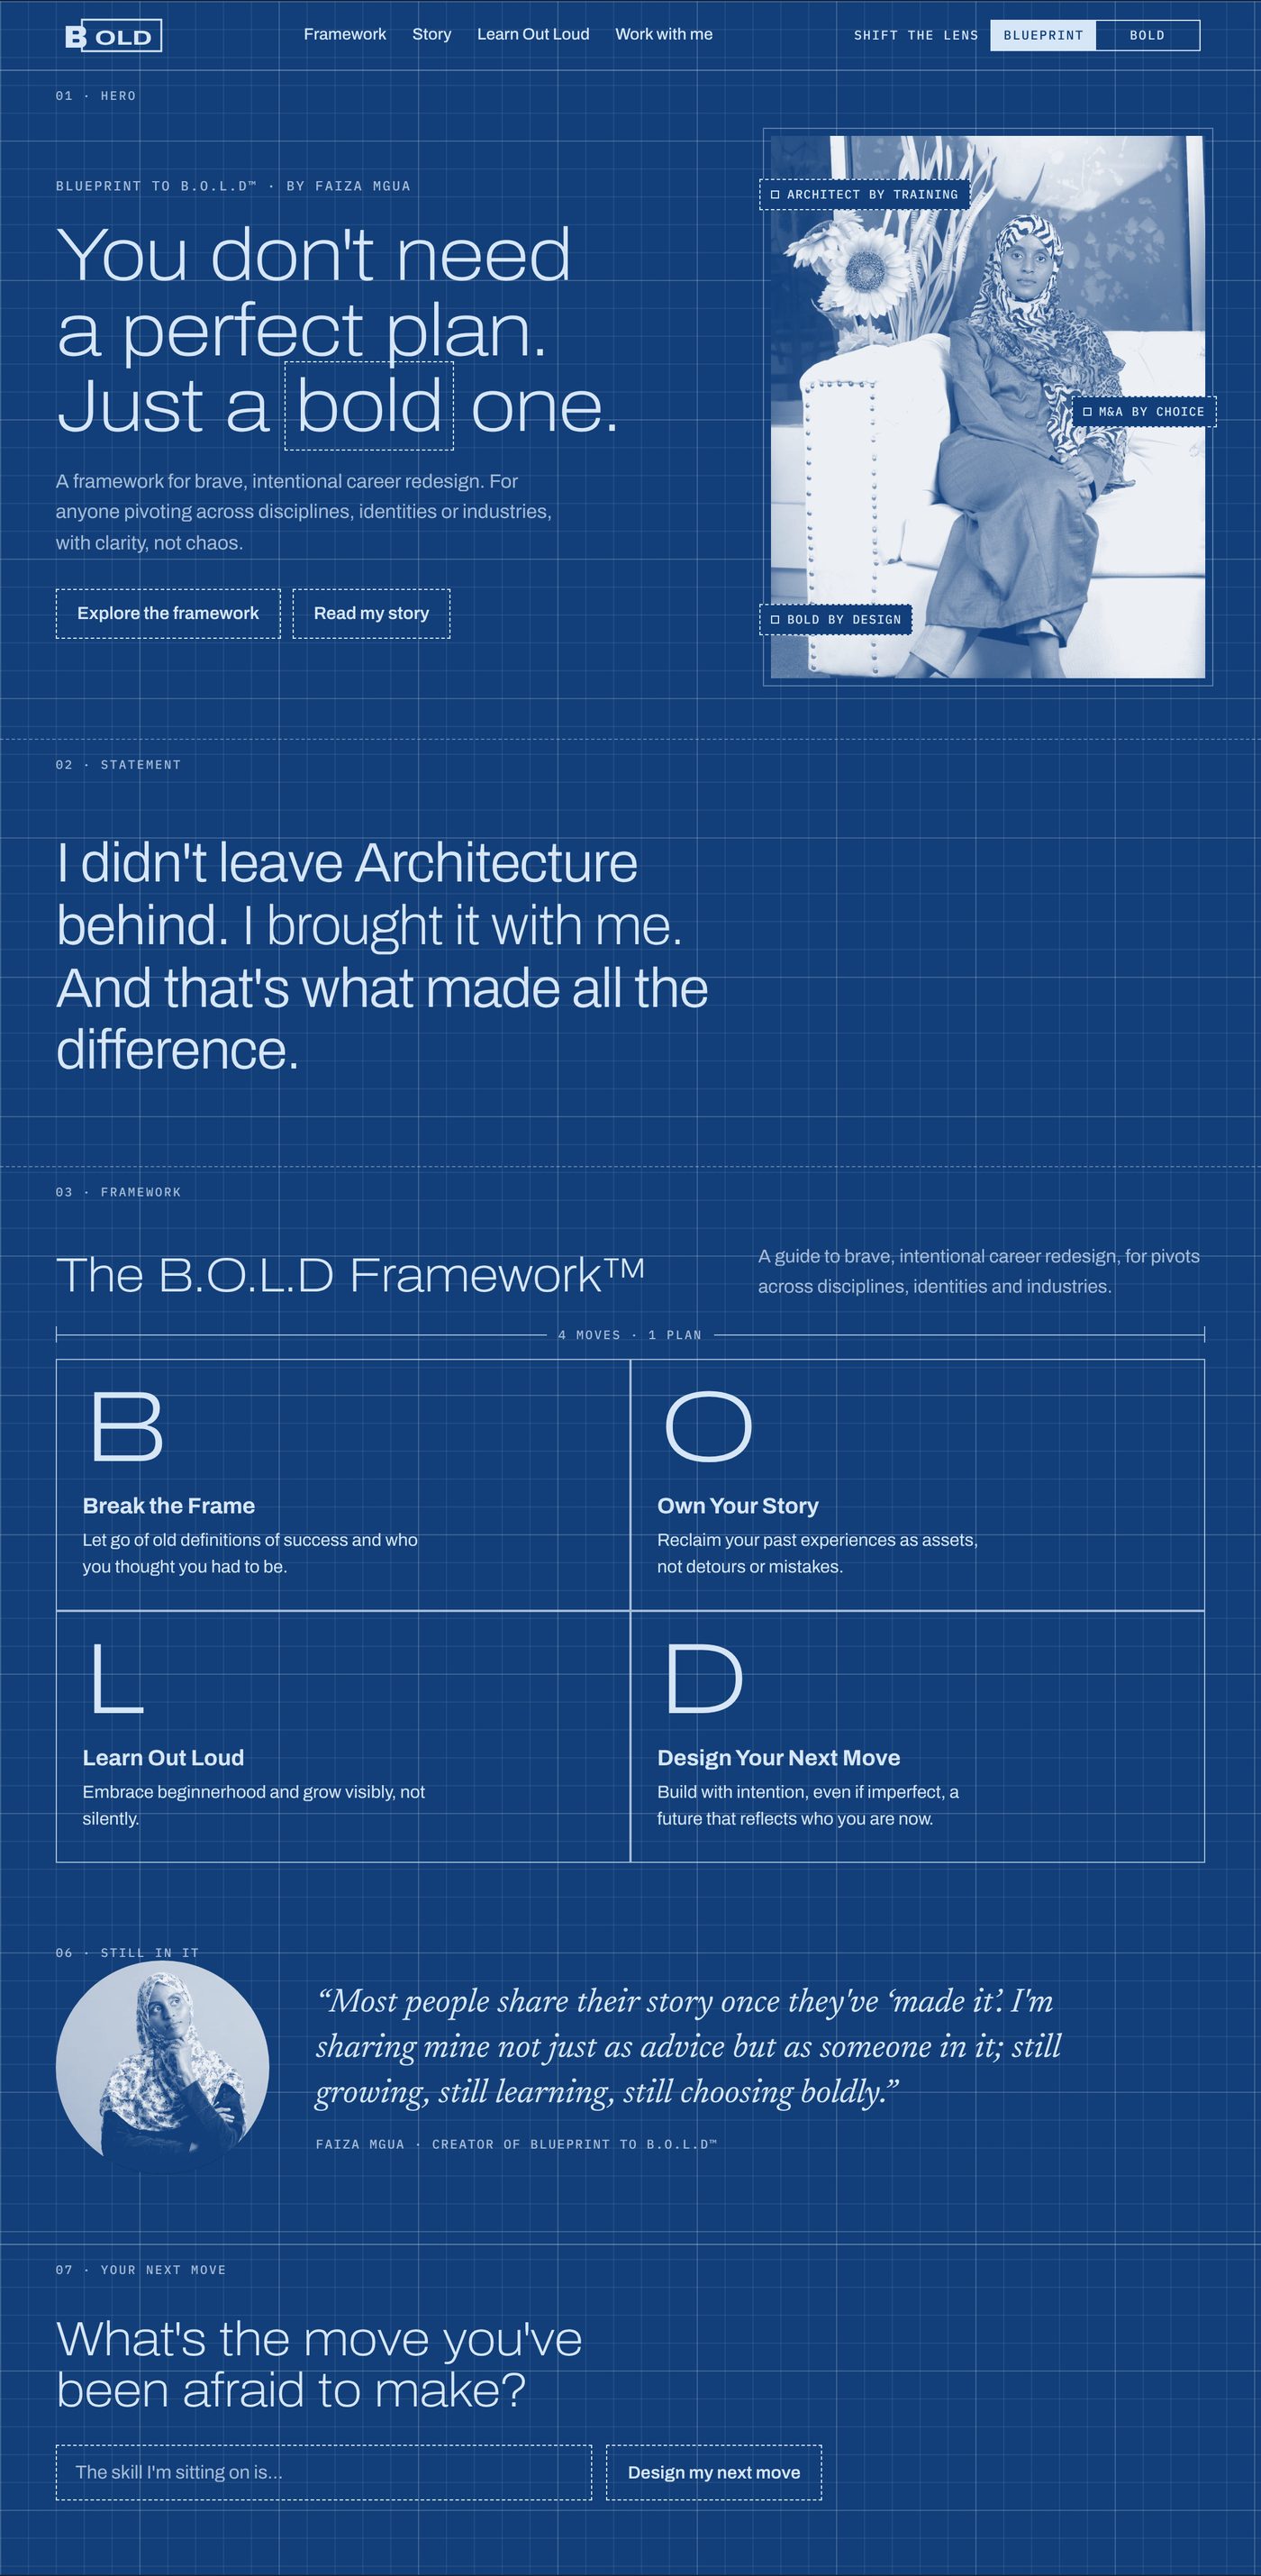 B OLD
Framework Story Learn Out Loud Work with me
SHIFT THE LENS BLUEPRINT BOLD
01 · HERO
BLUEPRINT TO B.O.L.D™ · BY FAIZA MGUA
You don't need
a perfect plan.
Just a bold one.
A framework for brave, intentional career redesign. For
anyone pivoting across disciplines, identities or industries,
with clarity, not chaos.
Explore the framework
Read my story
ARCHITECT BY TRAINING
M&A BY CHOICE
BOLD BY DESIGN
02 · STATEMENT
I didn't leave Architecture
behind. I brought it with me.
And that's what made all the
difference.
03 · FRAMEWORK
The B.O.L.D Framework™
A guide to brave, intentional career redesign, for pivots
across disciplines, identities and industries.
4 MOVES · 1 PLAN
B
Break the Frame
Let go of old definitions of success and who
you thought you had to be.
O
Own Your Story
Reclaim your past experiences as assets,
not detours or mistakes.
L
Learn Out Loud
Embrace beginnerhood and grow visibly, not
silently.
D
Design Your Next Move
Build with intention, even if imperfect, a
future that reflects who you are now.
06 · STILL IN IT
“Most people share their story once they've ‘made it’. I'm
sharing mine not just as advice but as someone in it; still
growing, still learning, still choosing boldly.”
FAIZA MGUA · CREATOR OF BLUEPRINT TO B.O.L.D™
07 · YOUR NEXT MOVE
What's the move you've
been afraid to make?
The skill I'm sitting on is...
Design my next move